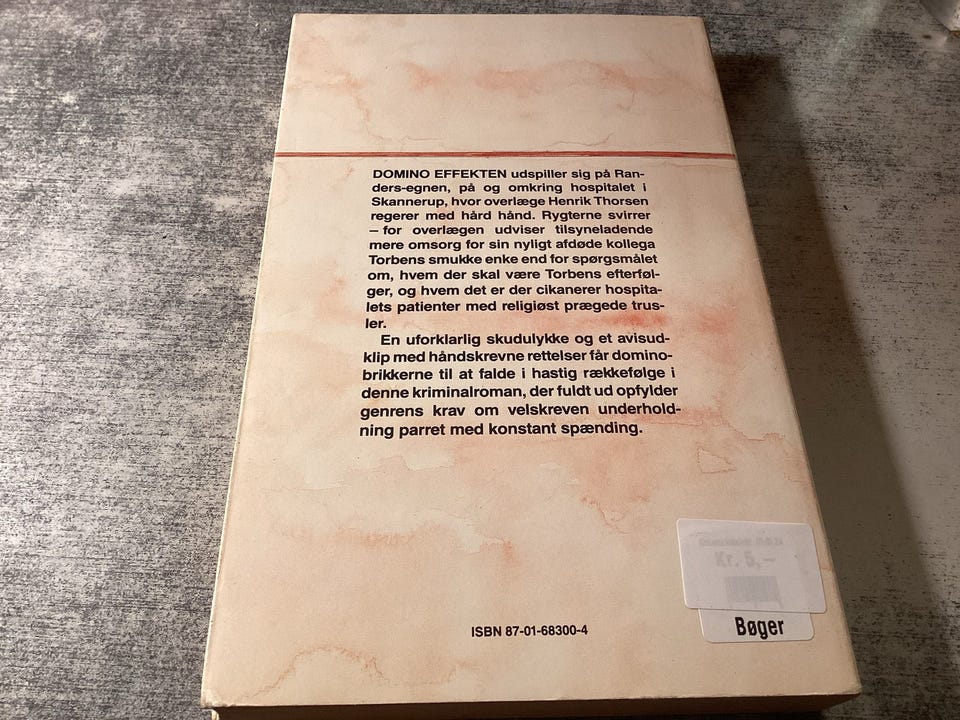 DOMINO EFFEKTEN udspiller sig på Ran-
ders-egnen, på og omkring hospitalet i
Skannerup, hvor overlæge Henrik Thorsen
regerer med hård hånd. Rygterne svirrer
– for overlægen udviser tilsyneladende
mere omsorg for sin nyligt afdøde kollega
Torbens smukke enke end for spørgsmålet
om, hvem der skal være Torbens efterføl-
ger, og hvem det er der cikanerer hospita-
lets patienter med religiøst prægede trus-
ler.
En uforklarlig skudulykke og et avisud-
klip med håndskrevne rettelser får domino-
brikkerne til at falde i hastig rækkefølge i
denne kriminalroman, der fuldt ud opfylder
genrens krav om velskreven underhold-
ning parret med konstant spænding.
Kr. 5,–
Bøger
ISBN 87-01-68300-4